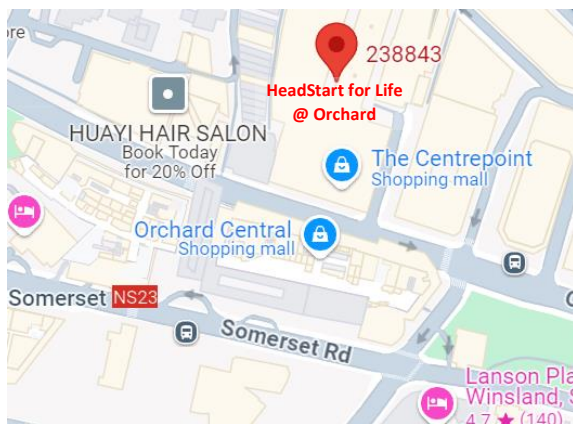 ore
238843
HeadStart for Life
@ Orchard
HUAYI HAIR SALON
Book Today
for 20% Off
The Centrepoint
Shopping mall
Orchard Central
Shopping mall
Somerset NS23
Somerset Rd
Lanson Pla
Winsland, S
4.7 ★ (140)